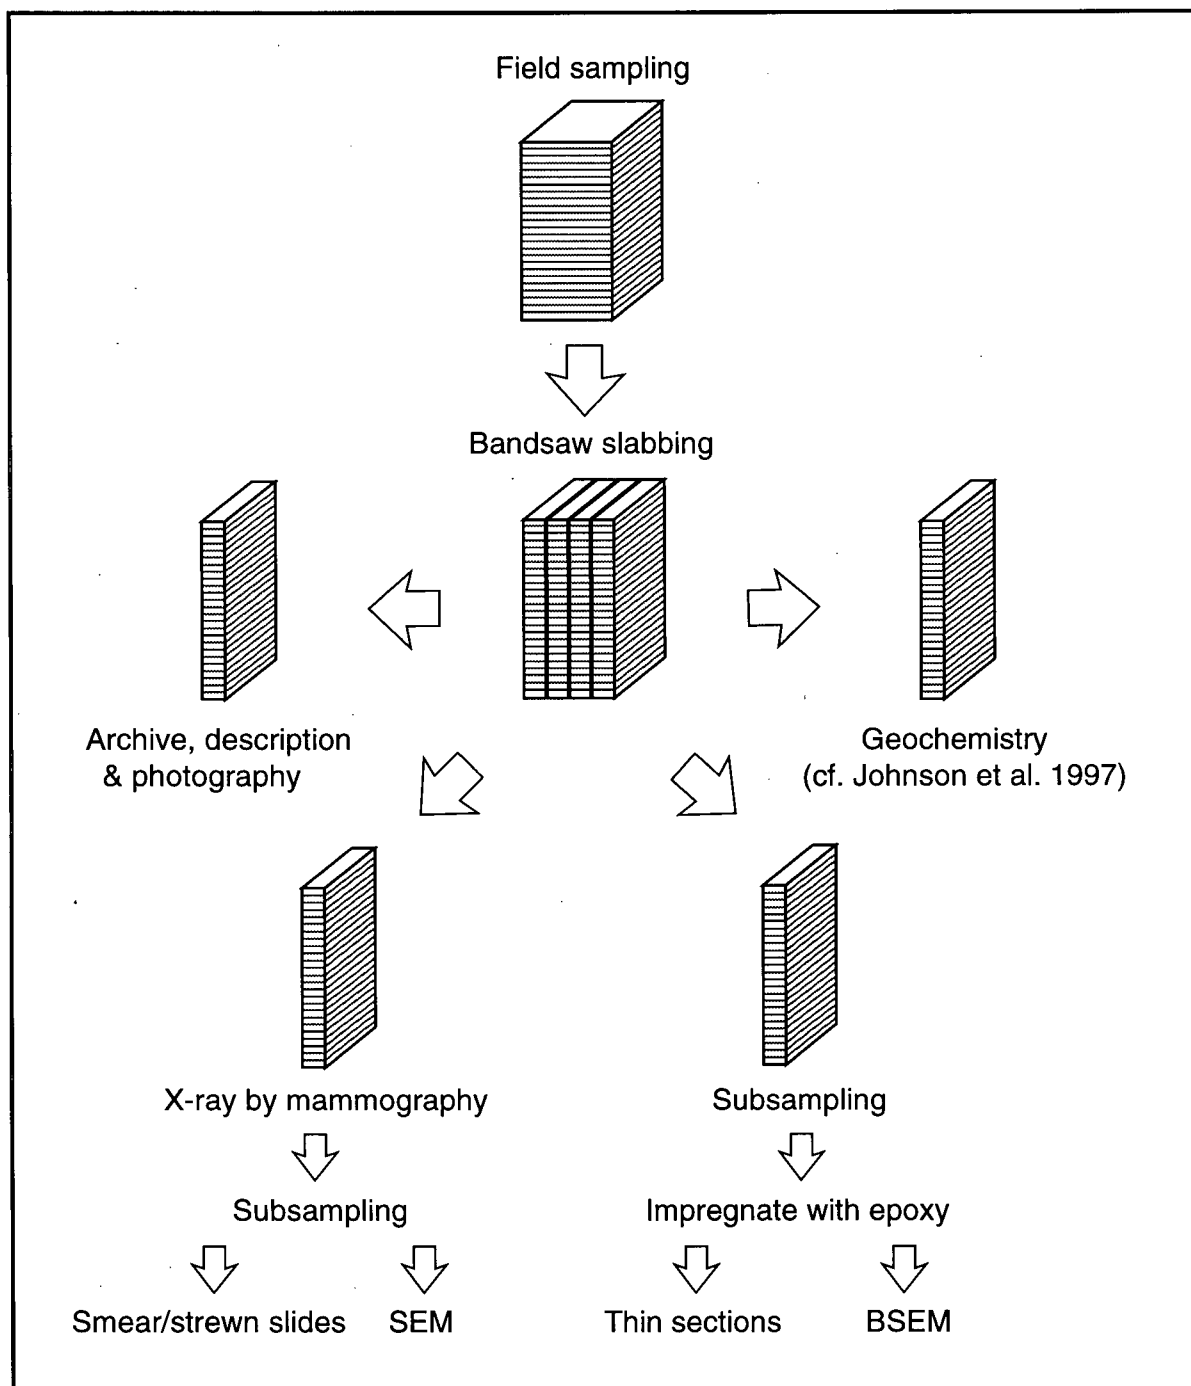 Field sampling
Bandsaw slabbing
Archive, description
& photography
Geochemistry
(cf. Johnson et al. 1997)
X-ray by mammography
Subsampling
Subsampling
Impregnate with epoxy
Smear/strewn slides
SEM
Thin sections
BSEM